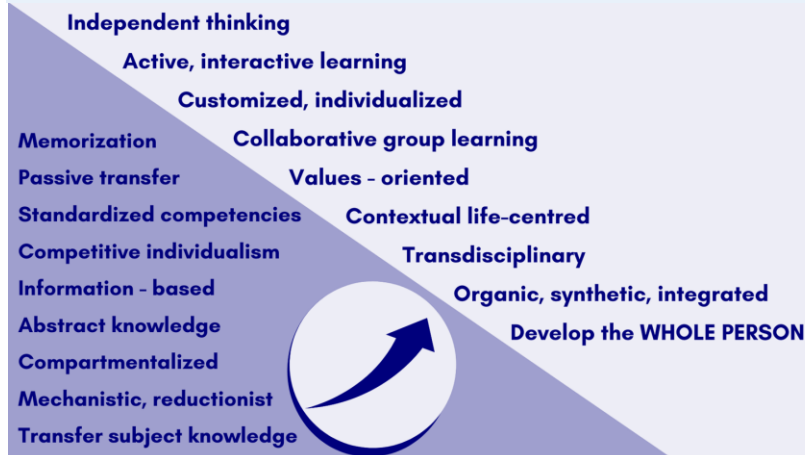 Independent thinking
Active, interactive learning
Customized, individualized
Collaborative group learning
Values - oriented
Contextual life-centred
Transdisciplinary
Organic, synthetic, integrated
Develop the WHOLE PERSON
Memorization
Passive transfer
Standardized competencies
Competitive individualism
Information - based
Abstract knowledge
Compartmentalized
Mechanistic, reductionist
Transfer subject knowledge